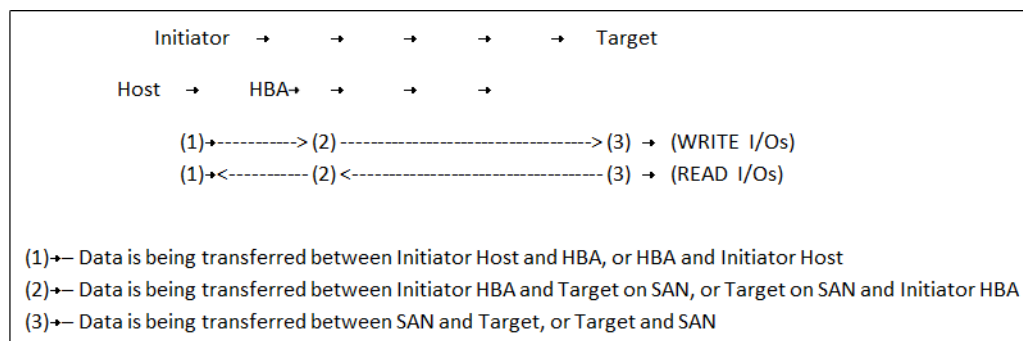 Initiator → → → → → Target
Host → HBA→ → → →
(1)→----------->(2)----------------------------------->(3) → (WRITE I/Os)
(1)→<-----------(2)<-----------------------------------(3) → (READ I/Os)
(1)→– Data is being transferred between Initiator Host and HBA, or HBA and Initiator Host
(2)→– Data is being transferred between Initiator HBA and Target on SAN, or Target on SAN and Initiator HBA
(3)→– Data is being transferred between SAN and Target, or Target and SAN